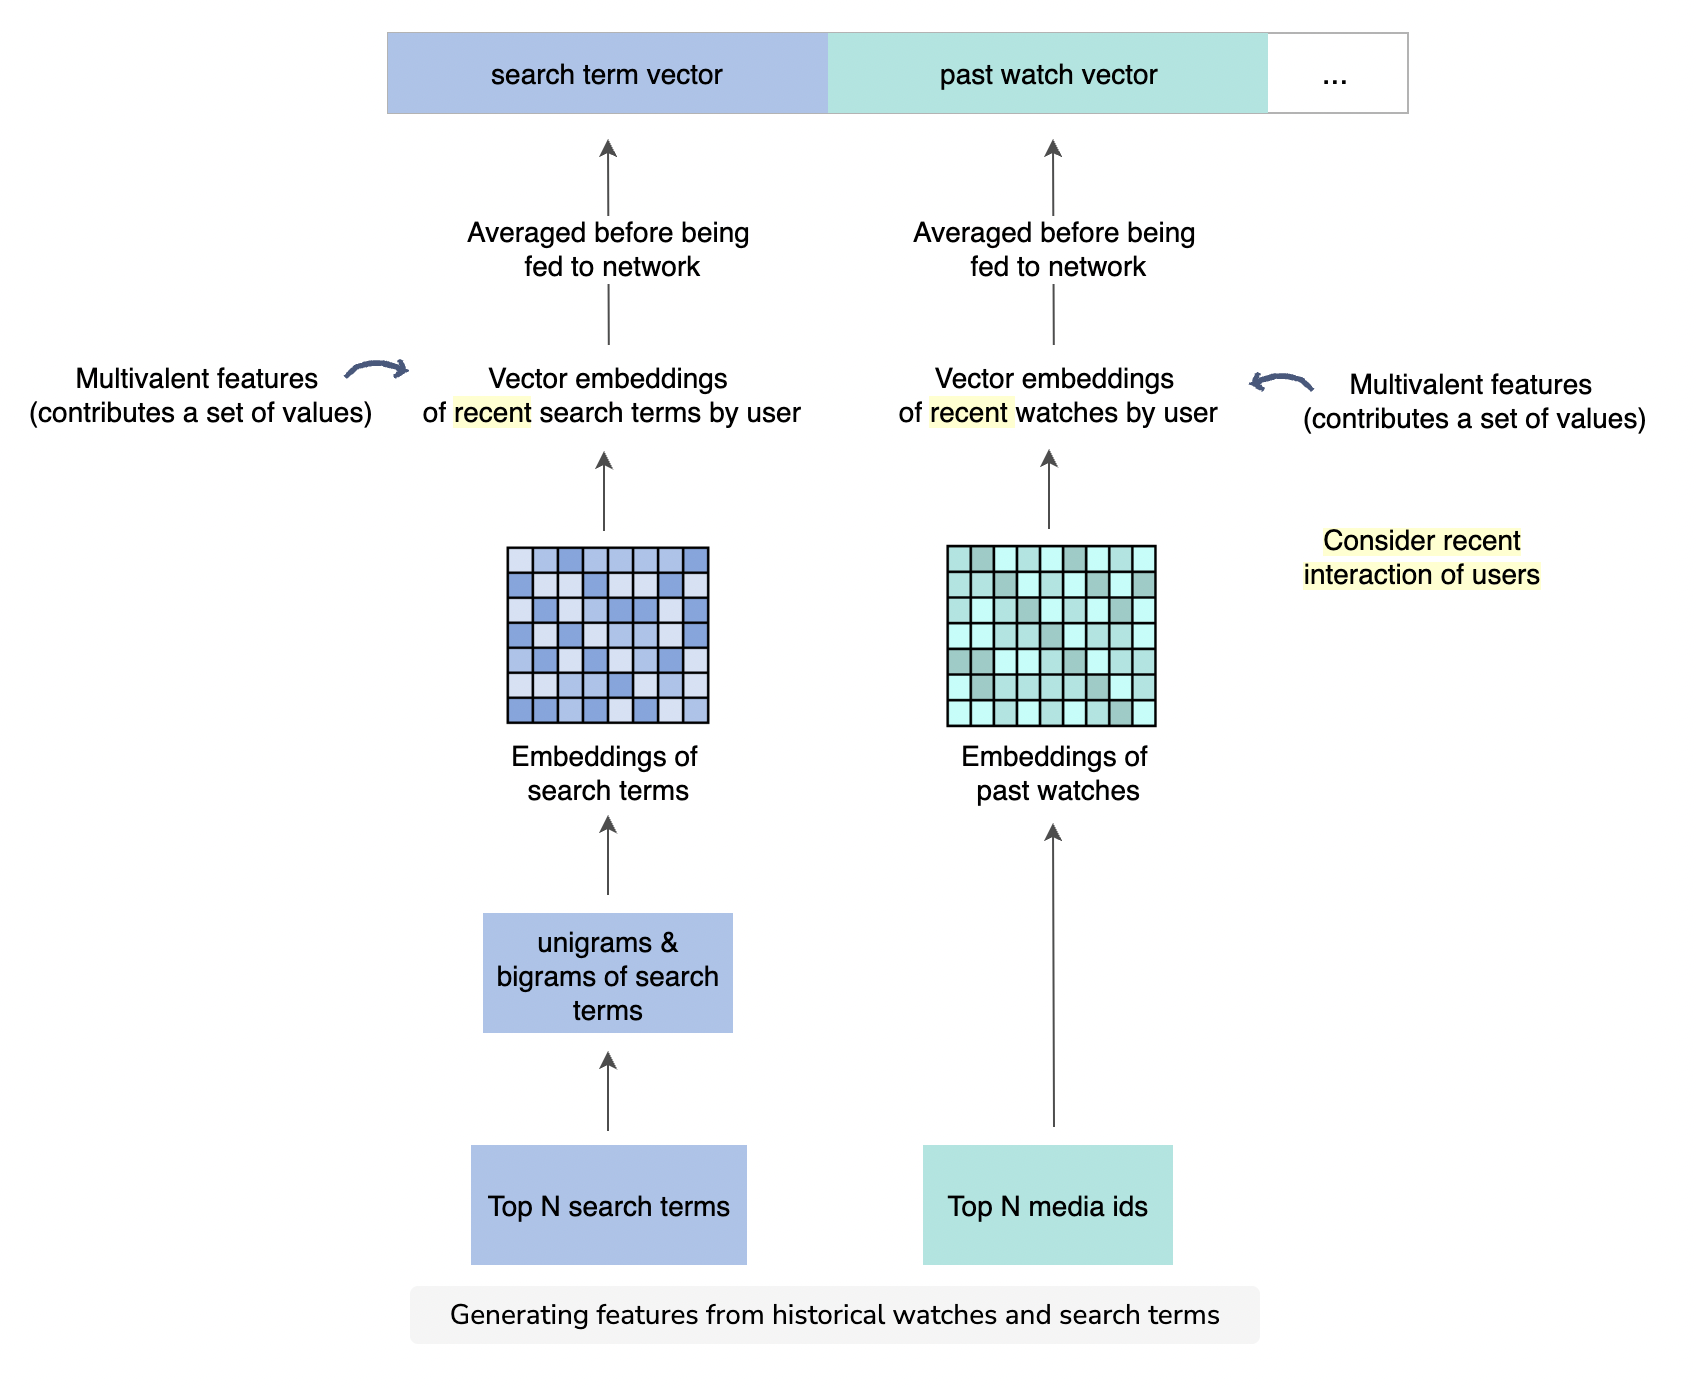 search term vector
past watch vector
...
Averaged before being
fed to network
Averaged before being
fed to network
Multivalent features
(contributes a set of values)
Vector embeddings
of recent search terms by user
Vector embeddings
of recent watches by user
Multivalent features
(contributes a set of values)
Consider recent
interaction of users
Embeddings of
search terms
Embeddings of
past watches
unigrams &
bigrams of search
terms
Top N search terms
Top N media ids
Generating features from historical watches and search terms